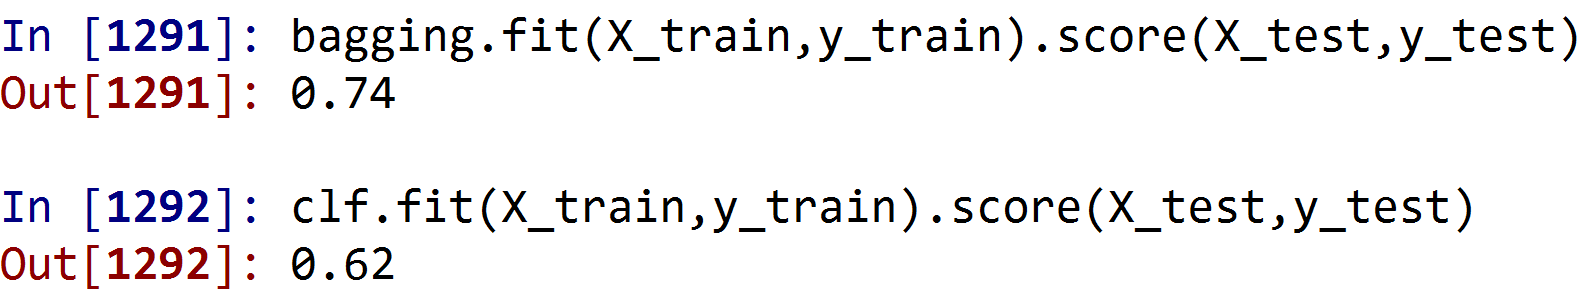 In [1291]: bagging.fit(X_train,y_train).score(X_test,y_test)
Out[1291]: 0.74
In [1292]: clf.fit(X_train,y_train).score(X_test,y_test)
Out[1292]: 0.62